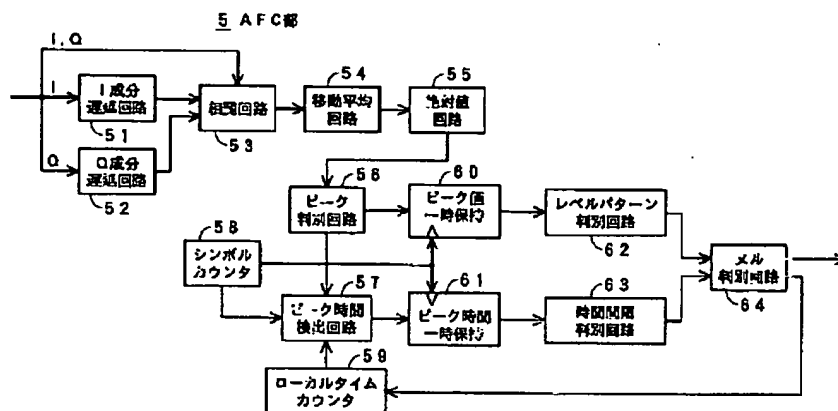 5 AFC部
I,Q
I
Q
I成分
遅延回路
51
Q成分
遅延回路
52
相関回路
53
移動平均
回路
54
絶対値
回路
55
ピーク
判別回路
56
ピーク値
一時保持
60
レベルパターン
判別回路
62
シンボル
カウンタ
58
ピーク時間
検出回路
57
ピーク時間
一時保持
61
時間間隔
判別回路
63
判別回路
64
ローカルタイム
カウンタ
59